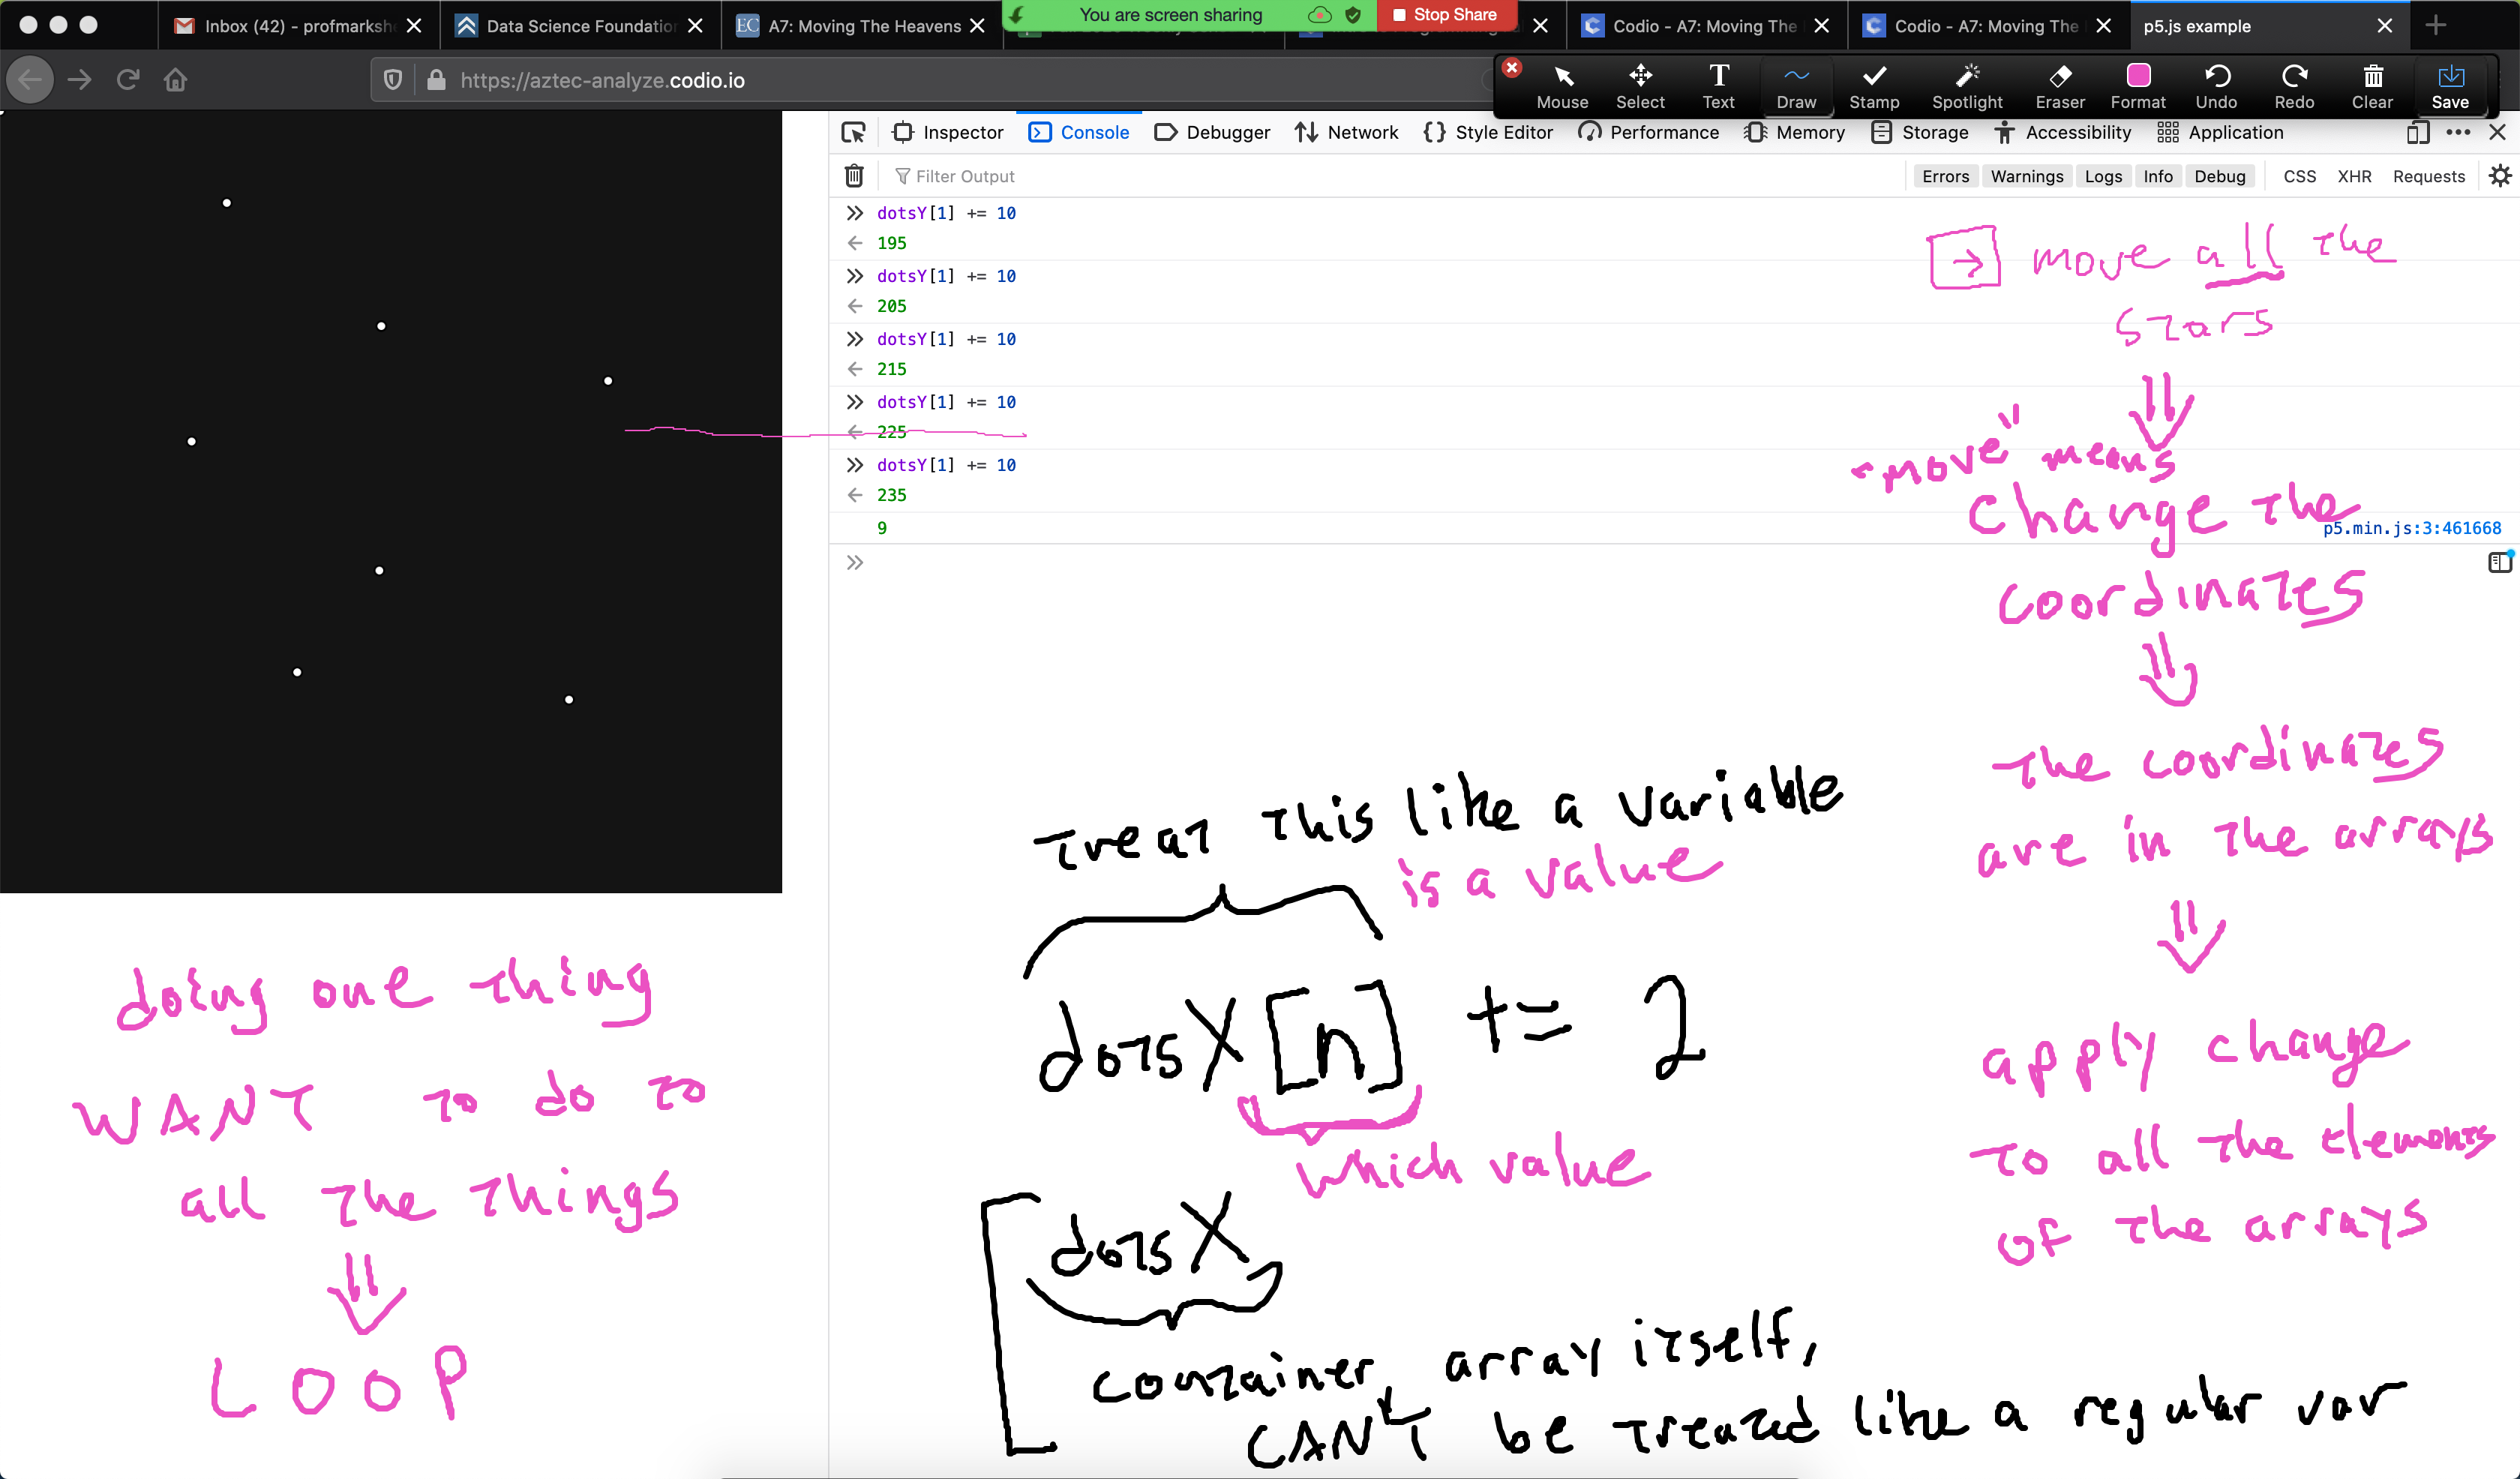 Inbox (42) - profmarksh
Data Science Foundatio
EC A7: Moving The Heavens
You are screen sharing
Stop Share
Codio - A7: Moving The
Codio - A7: Moving The
p5.js example
https://aztec-analyze.codio.io
Mouse
Select
Text
Draw
Stamp
Spotlight
Eraser
Format
Undo
Redo
Clear
Save
Inspector
Console
Debugger
Network
Style Editor
Performance
Memory
Storage
Accessibility
Application
Filter Output
Errors
Warnings
Logs
Info
Debug
CSS
XHR
Requests
dotsY[1] += 10
195
dotsY[1] += 10
205
dotsY[1] += 10
215
dotsY[1] += 10
225
dotsY[1] += 10
235
9
p5.min.js:3:461668
→ move all the
stars
⇓
"move" means
change the
coordinates
⇓
the coordinates
are in the arrays
⇓
apply change
to all the elements
of the arrays
Treat this like a variable
is a value
dotsX[n] += 2
which value
dotsX
container, array itself,
CAN'T be treated like a regular var
doing one thing
WANT to do to
all the things
⇓
LOOP